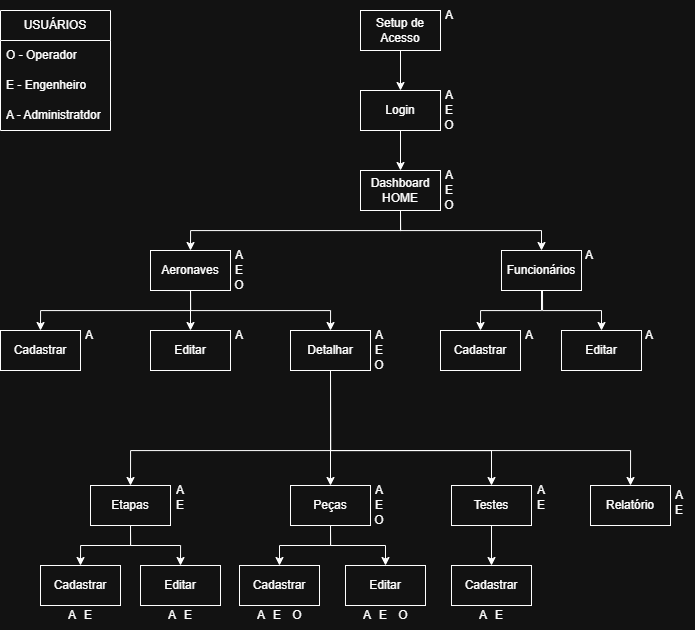 USUÁRIOS
O - Operador
E - Engenheiro
A - Administratdor
Setup de
Acesso
A
Login
A
E
O
Dashboard
HOME
A
E
O
Aeronaves
A
E
O
Funcionários
A
Cadastrar
A
Editar
A
Detalhar
A
E
O
Cadastrar
A
Editar
A
Etapas
A
E
Peças
A
E
O
Testes
A
E
Relatório
A
E
Cadastrar
A E
Editar
A E
Cadastrar
A E O
Editar
A E O
Cadastrar
A E